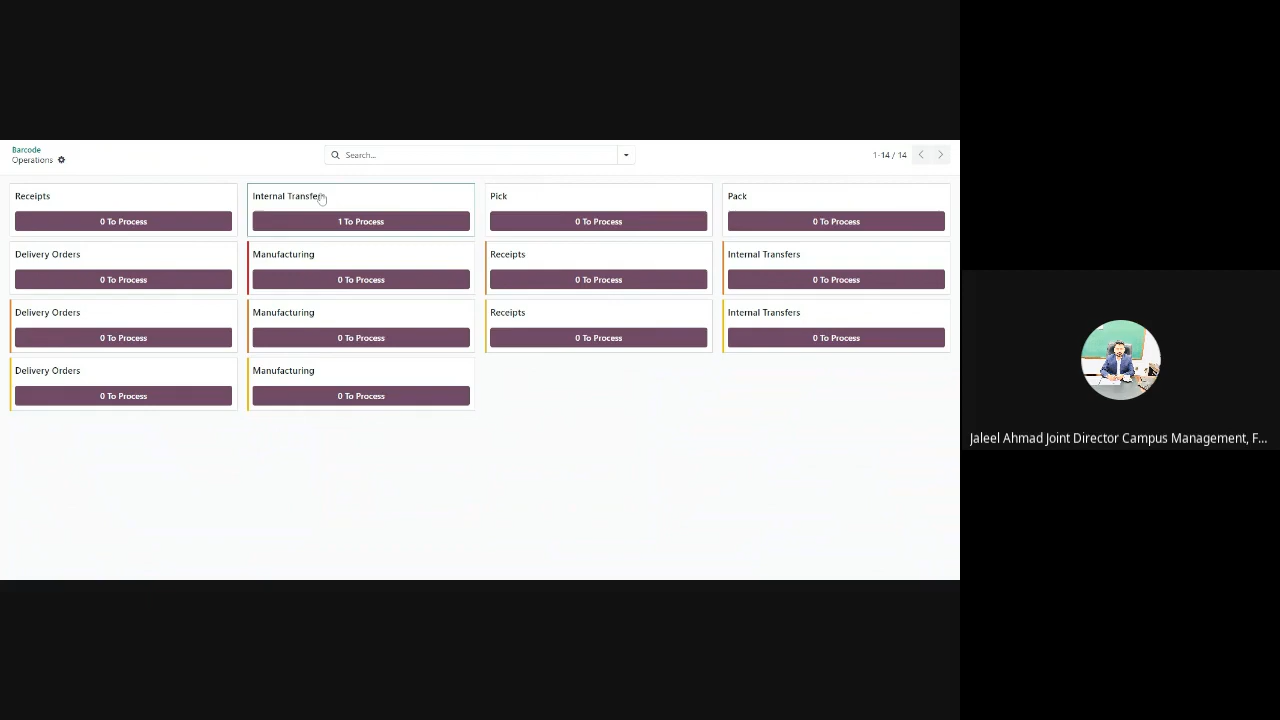 Barcode
Operations
Search...
1-14 / 14
Receipts
0 To Process
Internal Transfers
1 To Process
Pick
0 To Process
Pack
0 To Process
Delivery Orders
0 To Process
Manufacturing
0 To Process
Receipts
0 To Process
Internal Transfers
0 To Process
Delivery Orders
0 To Process
Manufacturing
0 To Process
Receipts
0 To Process
Internal Transfers
0 To Process
Delivery Orders
0 To Process
Manufacturing
0 To Process
Jaleel Ahmad Joint Director Campus Management, F...